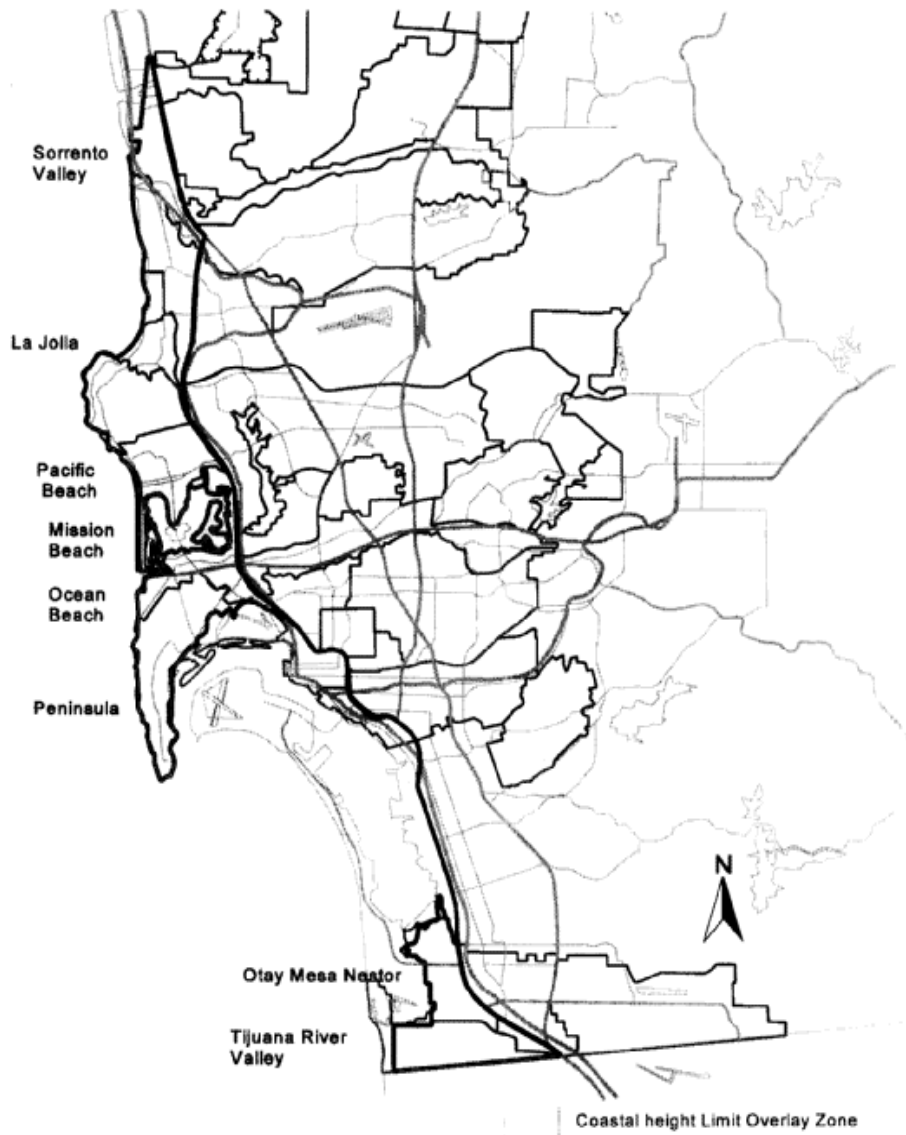 Sorrento
Valley
La Jolla
Pacific
Beach
Mission
Beach
Ocean
Beach
Peninsula
N
Otay Mesa Nestor
Tijuana River
Valley
Coastal height Limit Overlay Zone